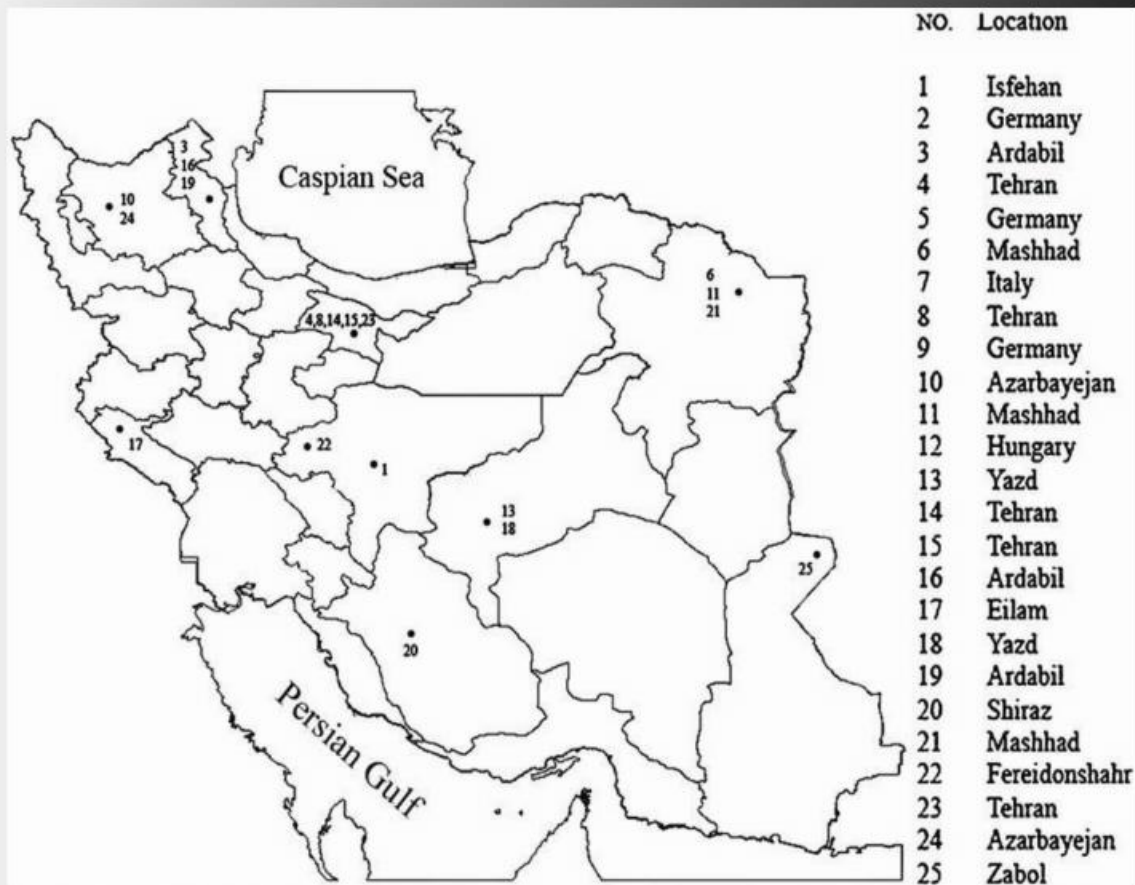 NO. Location
1 Isfehan
2 Germany
3 Ardabil
4 Tehran
5 Germany
6 Mashhad
7 Italy
8 Tehran
9 Germany
10 Azarbayejan
11 Mashhad
12 Hungary
13 Yazd
14 Tehran
15 Tehran
16 Ardabil
17 Eilam
18 Yazd
19 Ardabil
20 Shiraz
21 Mashhad
22 Fereidonshahr
23 Tehran
24 Azarbayejan
25 Zabol
Caspian Sea
3
16
19
10
24
6
11
21
4,8,14,15,23
17
22
1
13
18
25
20
Persian Gulf